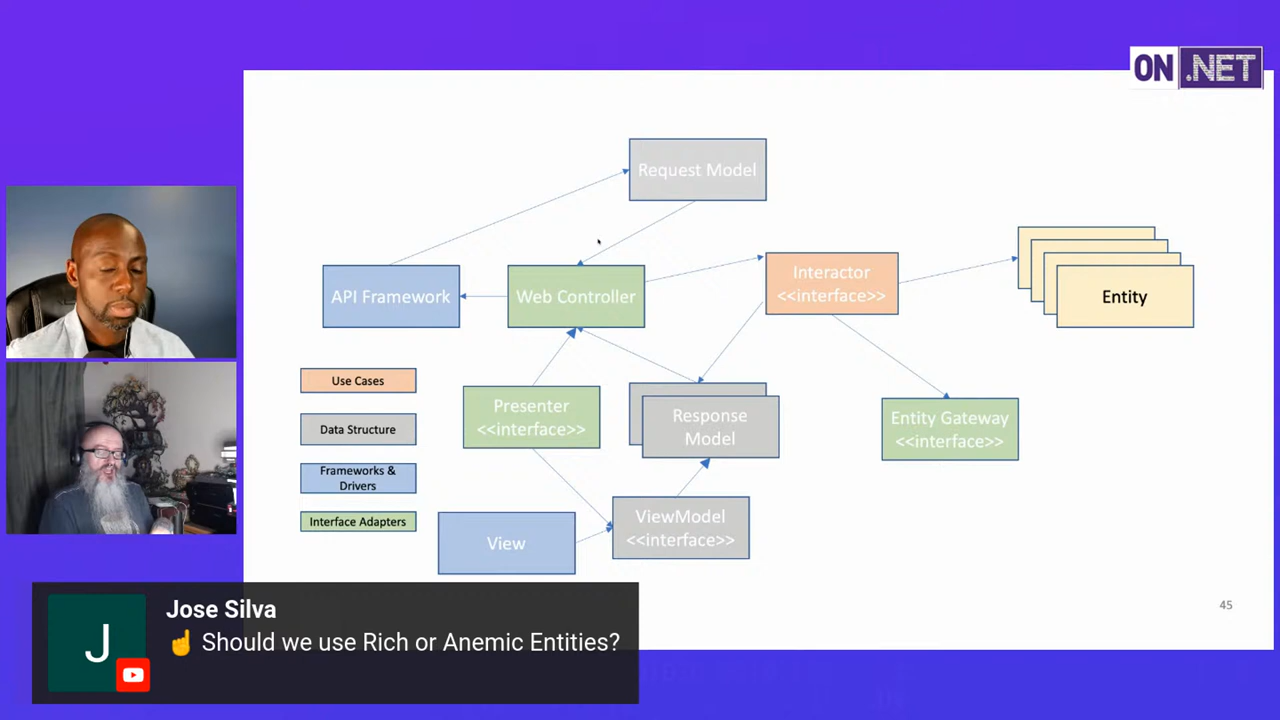 ON .NET
Request Model
API Framework
Web Controller
Interactor
<<interface>>
Entity
Use Cases
Data Structure
Frameworks &
Drivers
Interface Adapters
Presenter
<<interface>>
Response
Model
Entity Gateway
<<interface>>
View
ViewModel
<<interface>>
45
J
Jose Silva
☝ Should we use Rich or Anemic Entities?